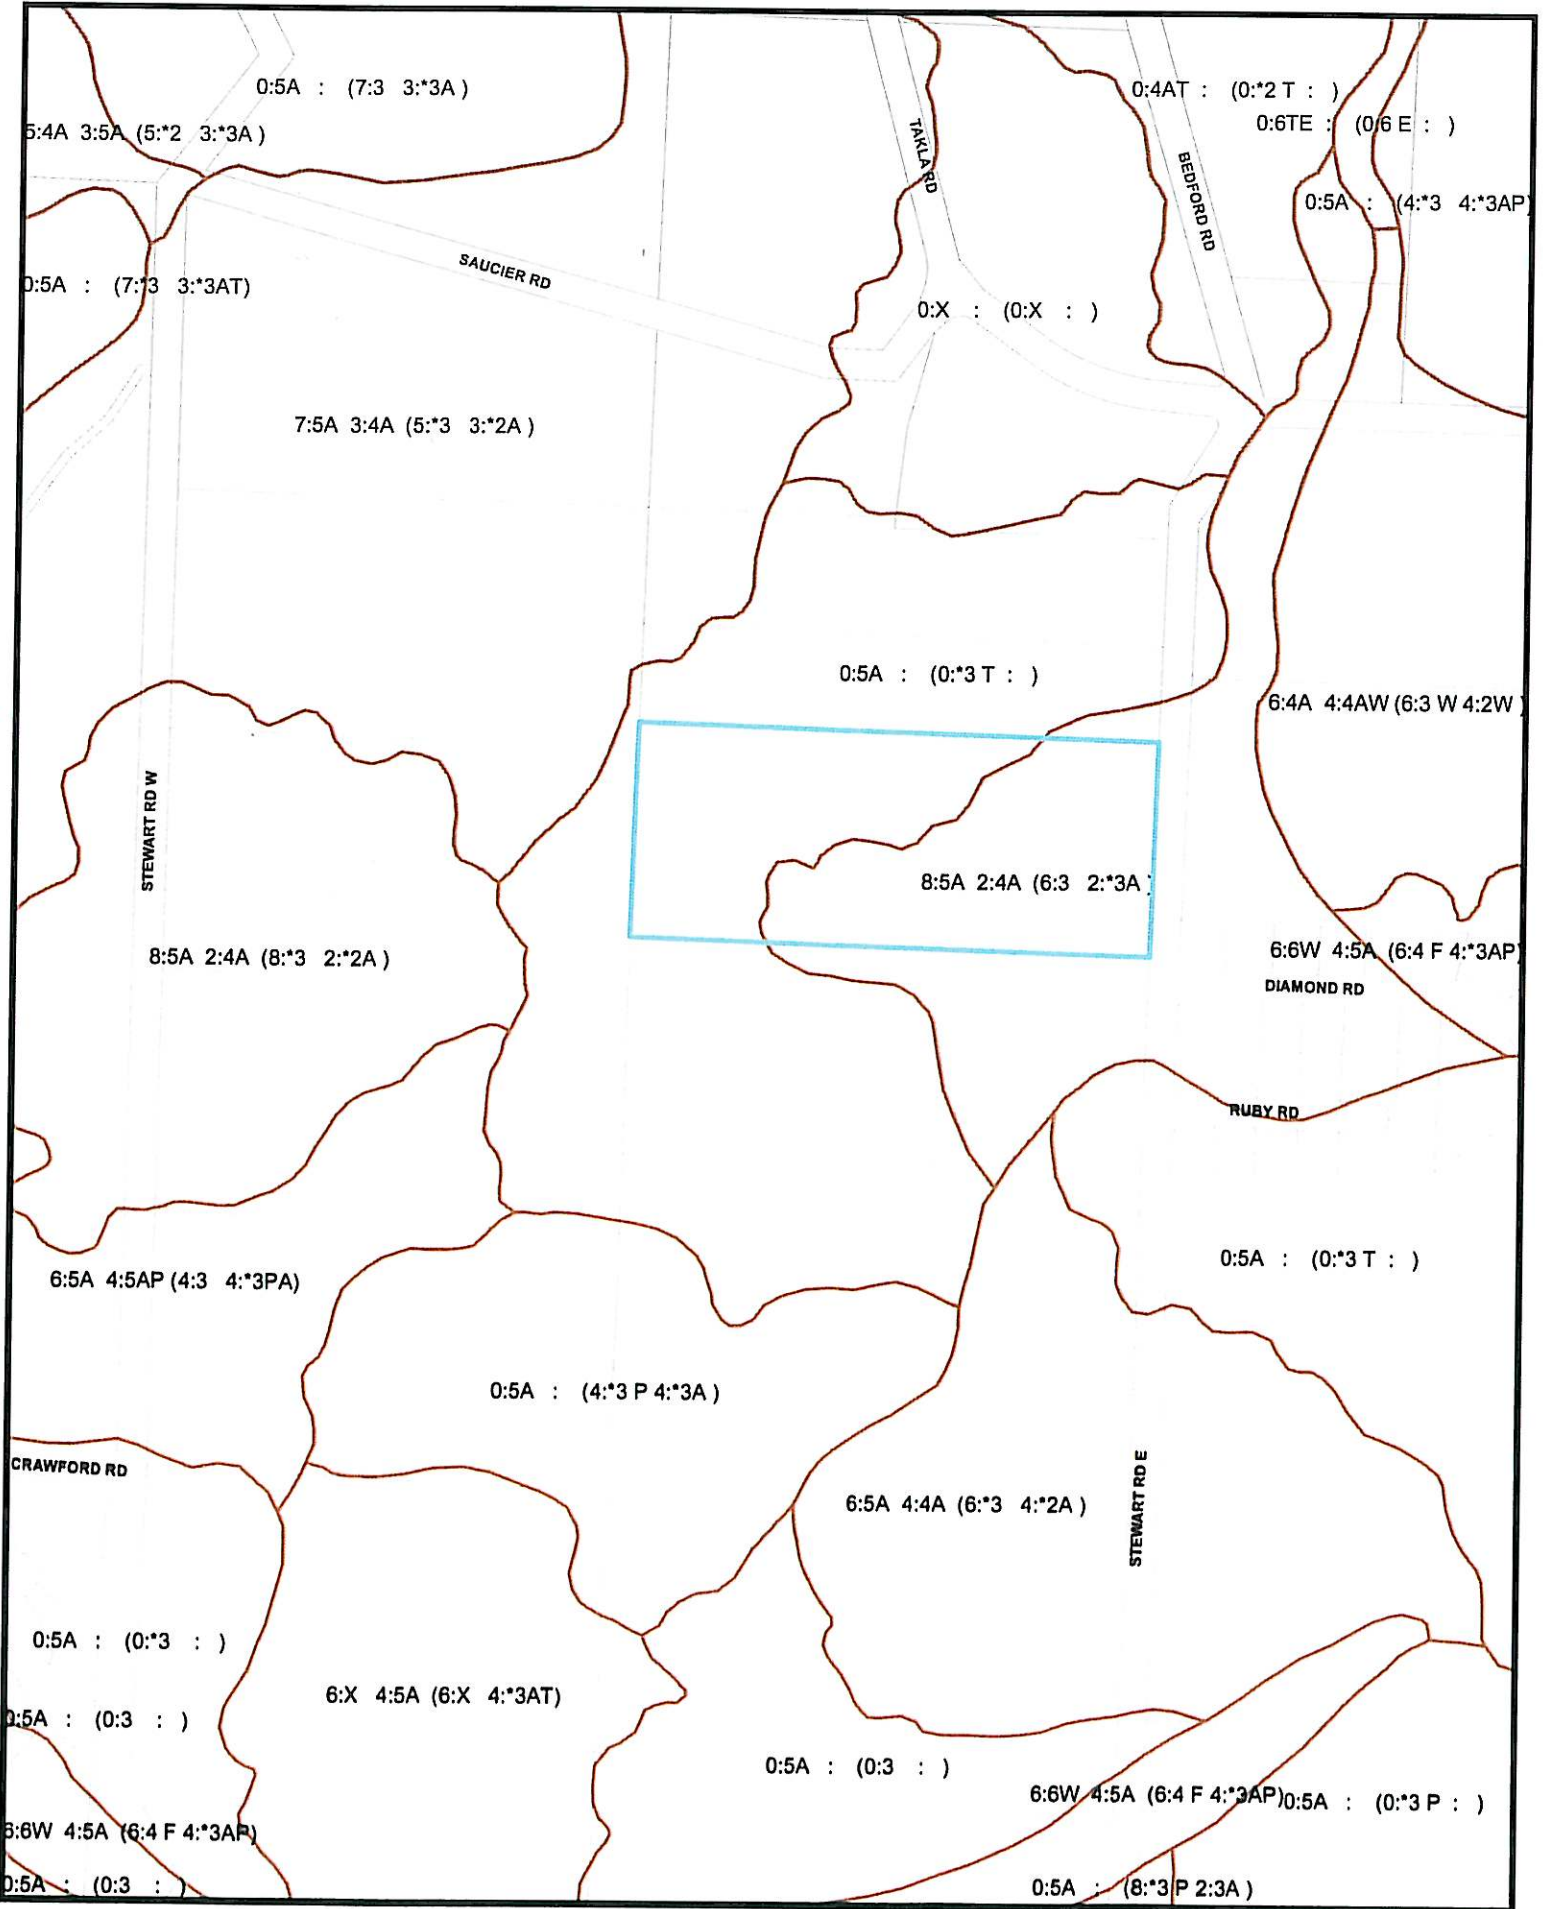 0:5A : (7:3 3:*3A )
0:4AT : (0:*2 T : )
0:6TE : (0:6 E : )
5:4A 3:5A (5:*2 3:*3A )
TAKLA RD
BEDFORD RD
0:5A : (4:*3 4:*3AP)
SAUCIER RD
0:5A : (7:*3 3:*3AT)
0:X : (0:X : )
7:5A 3:4A (5:*3 3:*2A )
0:5A : (0:*3 T : )
6:4A 4:4AW (6:3 W 4:2W )
STEWART RD W
8:5A 2:4A (6:3 2:*3A )
8:5A 2:4A (8:*3 2:*2A )
6:6W 4:5A (6:4 F 4:*3AP)
DIAMOND RD
RUBY RD
0:5A : (0:*3 T : )
6:5A 4:5AP (4:3 4:*3PA)
0:5A : (4:*3 P 4:*3A )
CRAWFORD RD
6:5A 4:4A (6:*3 4:*2A )
STEWART RD E
0:5A : (0:*3 : )
6:X 4:5A (6:X 4:*3AT)
0:5A : (0:3 : )
0:5A : (0:3 : )
6:6W 4:5A (6:4 F 4:*3AP)
0:5A : (0:*3 P : )
6:6W 4:5A (6:4 F 4:*3AP)
0:5A : (0:3 : )
0:5A : (8:*3 P 2:3A )